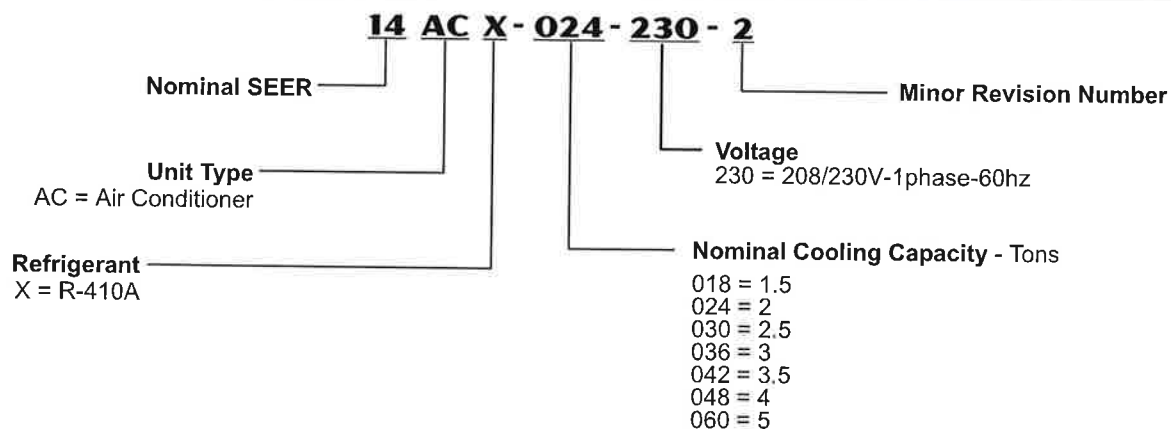 14 AC X - 024 - 230 - 2
Nominal SEER
Minor Revision Number
Unit Type
AC = Air Conditioner
Voltage
230 = 208/230V-1phase-60hz
Refrigerant
X = R-410A
Nominal Cooling Capacity - Tons
018 = 1.5
024 = 2
030 = 2.5
036 = 3
042 = 3.5
048 = 4
060 = 5